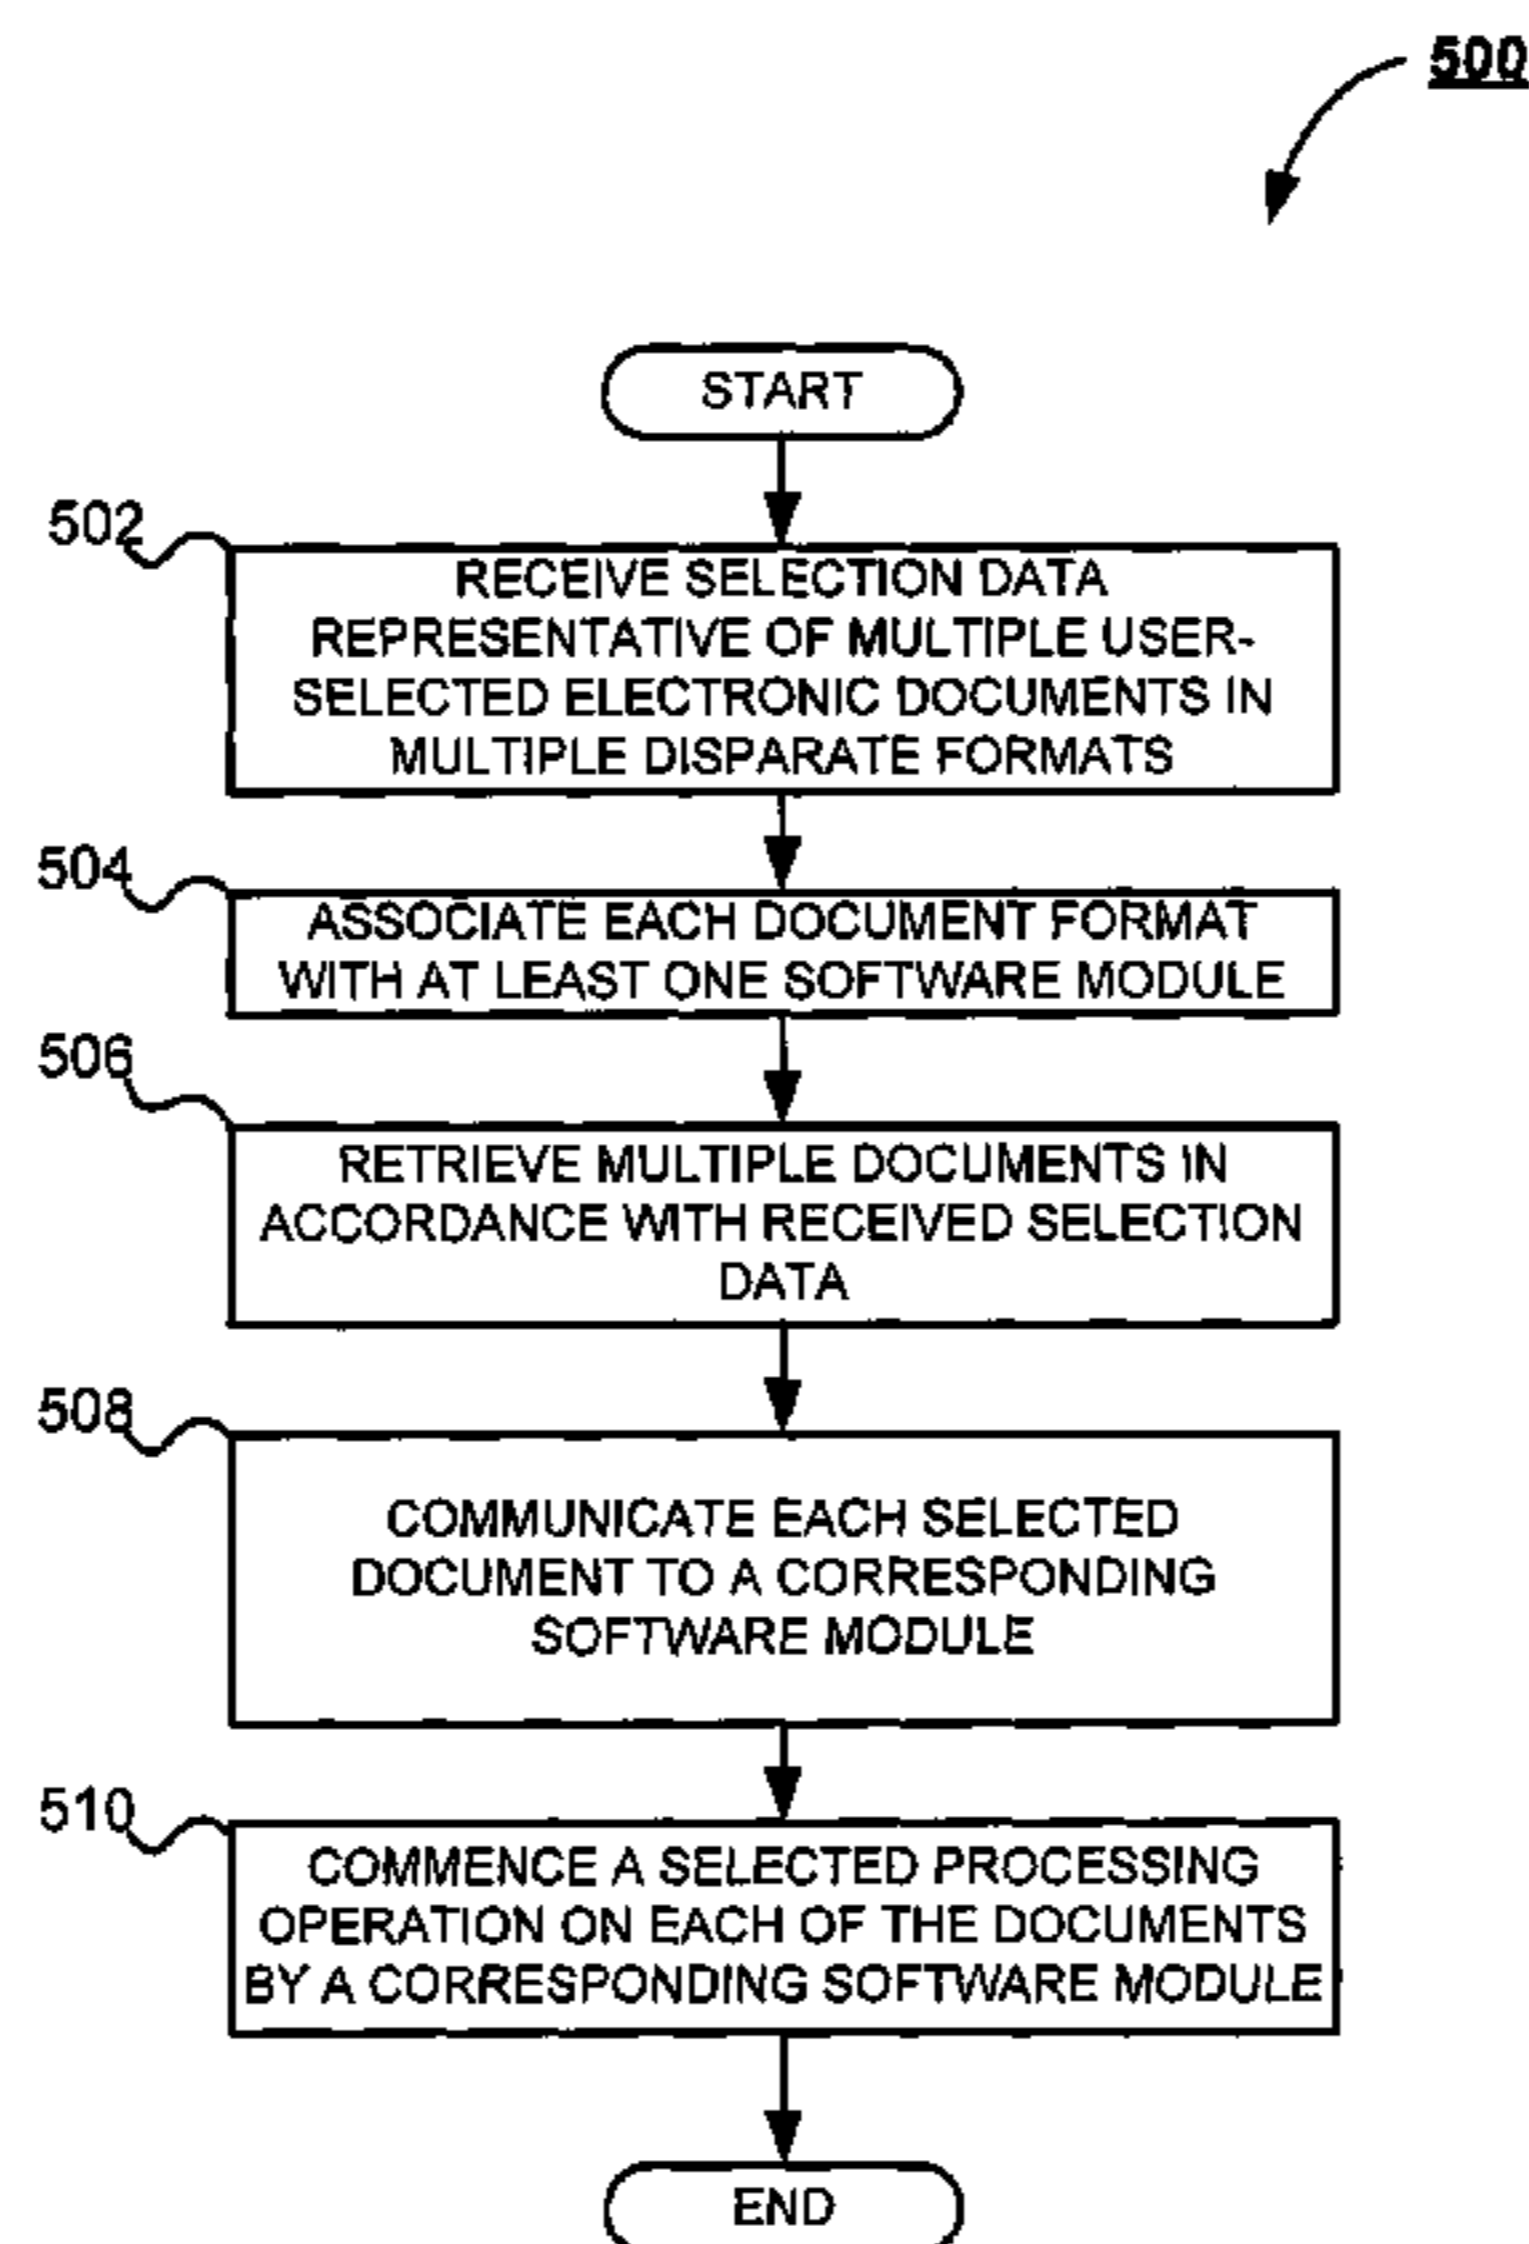 500
START
502
RECEIVE SELECTION DATA
REPRESENTATIVE OF MULTIPLE USER-
SELECTED ELECTRONIC DOCUMENTS IN
MULTIPLE DISPARATE FORMATS
504
ASSOCIATE EACH DOCUMENT FORMAT
WITH AT LEAST ONE SOFTWARE MODULE
506
RETRIEVE MULTIPLE DOCUMENTS IN
ACCORDANCE WITH RECEIVED SELECTION
DATA
508
COMMUNICATE EACH SELECTED
DOCUMENT TO A CORRESPONDING
SOFTWARE MODULE
510
COMMENCE A SELECTED PROCESSING
OPERATION ON EACH OF THE DOCUMENTS
BY A CORRESPONDING SOFTWARE MODULE
END